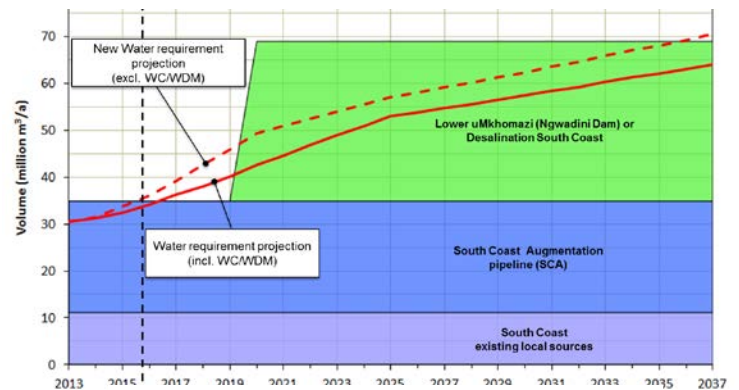 70
60
50
40
30
20
10
0
Volume (million m³/a)
New Water requirement
projection
(excl. WC/WDM)
Lower uMkhomazi (Ngwadini Dam) or
Desalination South Coast
Water requirement projection
(incl. WC/WDM)
South Coast Augmentation
pipeline (SCA)
South Coast
existing local sources
2013 2015 2017 2019 2021 2023 2025 2027 2029 2031 2033 2035 2037